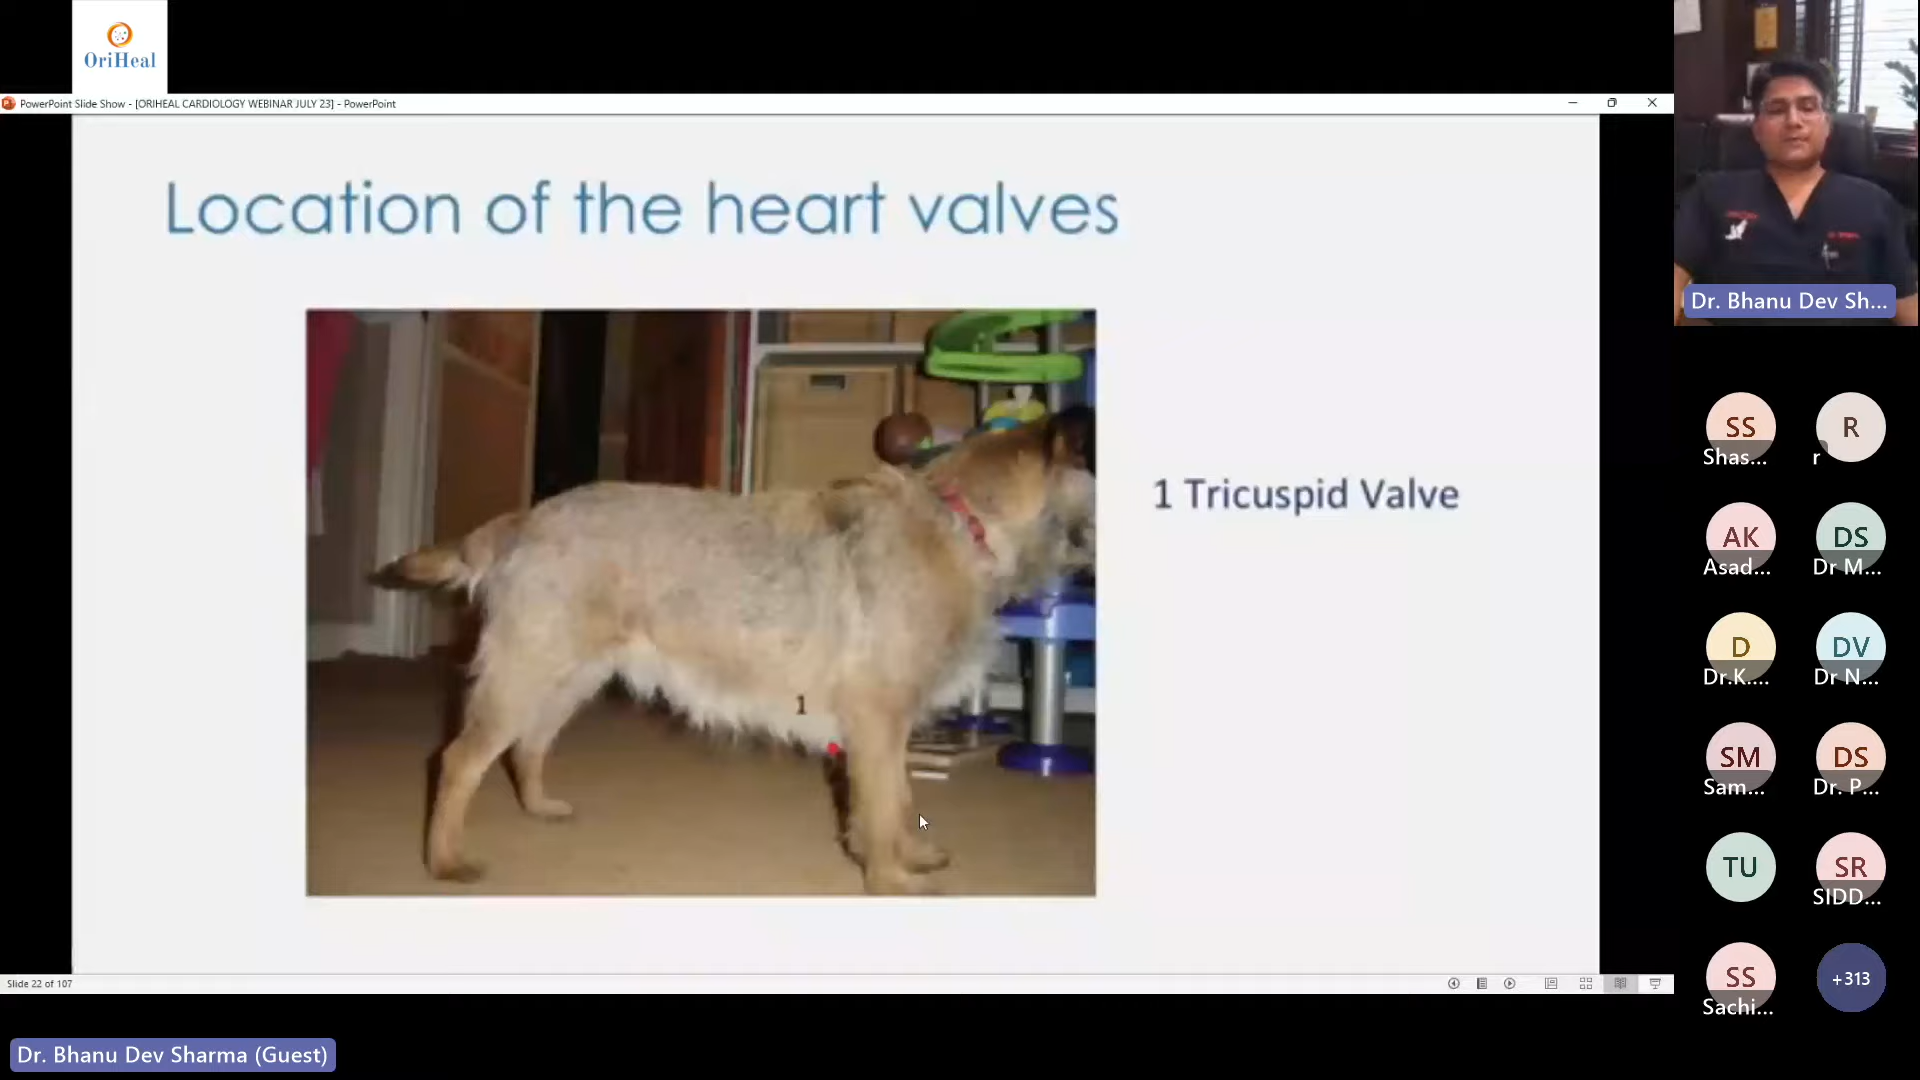 OriHeal
PowerPoint Slide Show - [ORIHEAL CARDIOLOGY WEBINAR JULY 23] - PowerPoint
Location of the heart valves
1 Tricuspid Valve
1
Slide 22 of 107
Dr. Bhanu Dev Sharma (Guest)
Dr. Bhanu Dev Sh...
SS
Shas...
R
r
AK
Asad...
DS
Dr M...
D
Dr.K....
DV
Dr N...
SM
Sam...
DS
Dr. P...
TU
SR
SIDD...
SS
Sachi...
+313